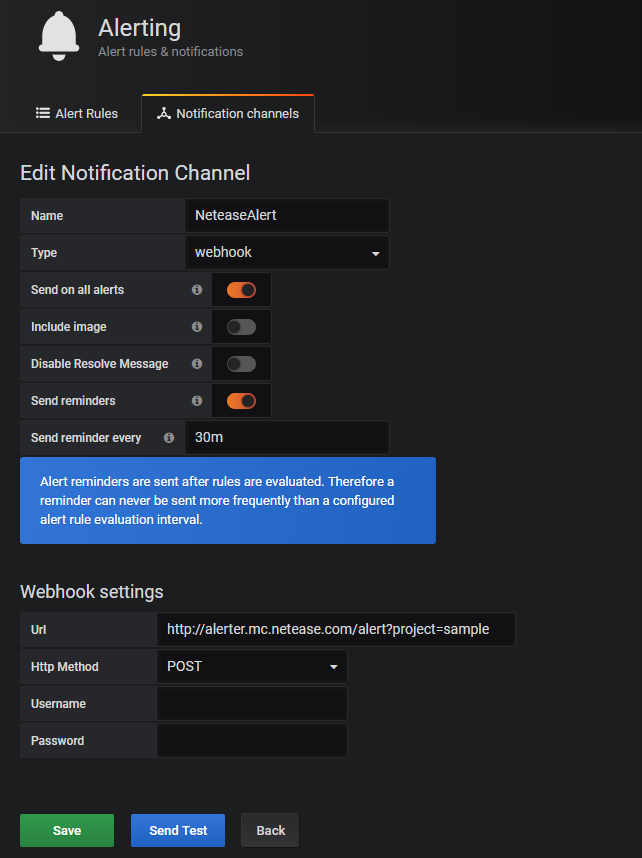 Alerting
Alert rules & notifications
Alert Rules
Notification channels
Edit Notification Channel
Name NeteaseAlert
Type webhook
Send on all alerts
Include image
Disable Resolve Message
Send reminders
Send reminder every 30m
Alert reminders are sent after rules are evaluated. Therefore a
reminder can never be sent more frequently than a configured
alert rule evaluation interval.
Webhook settings
Url http://alerter.mc.netease.com/alert?project=sample
Http Method POST
Username
Password
Save Send Test Back